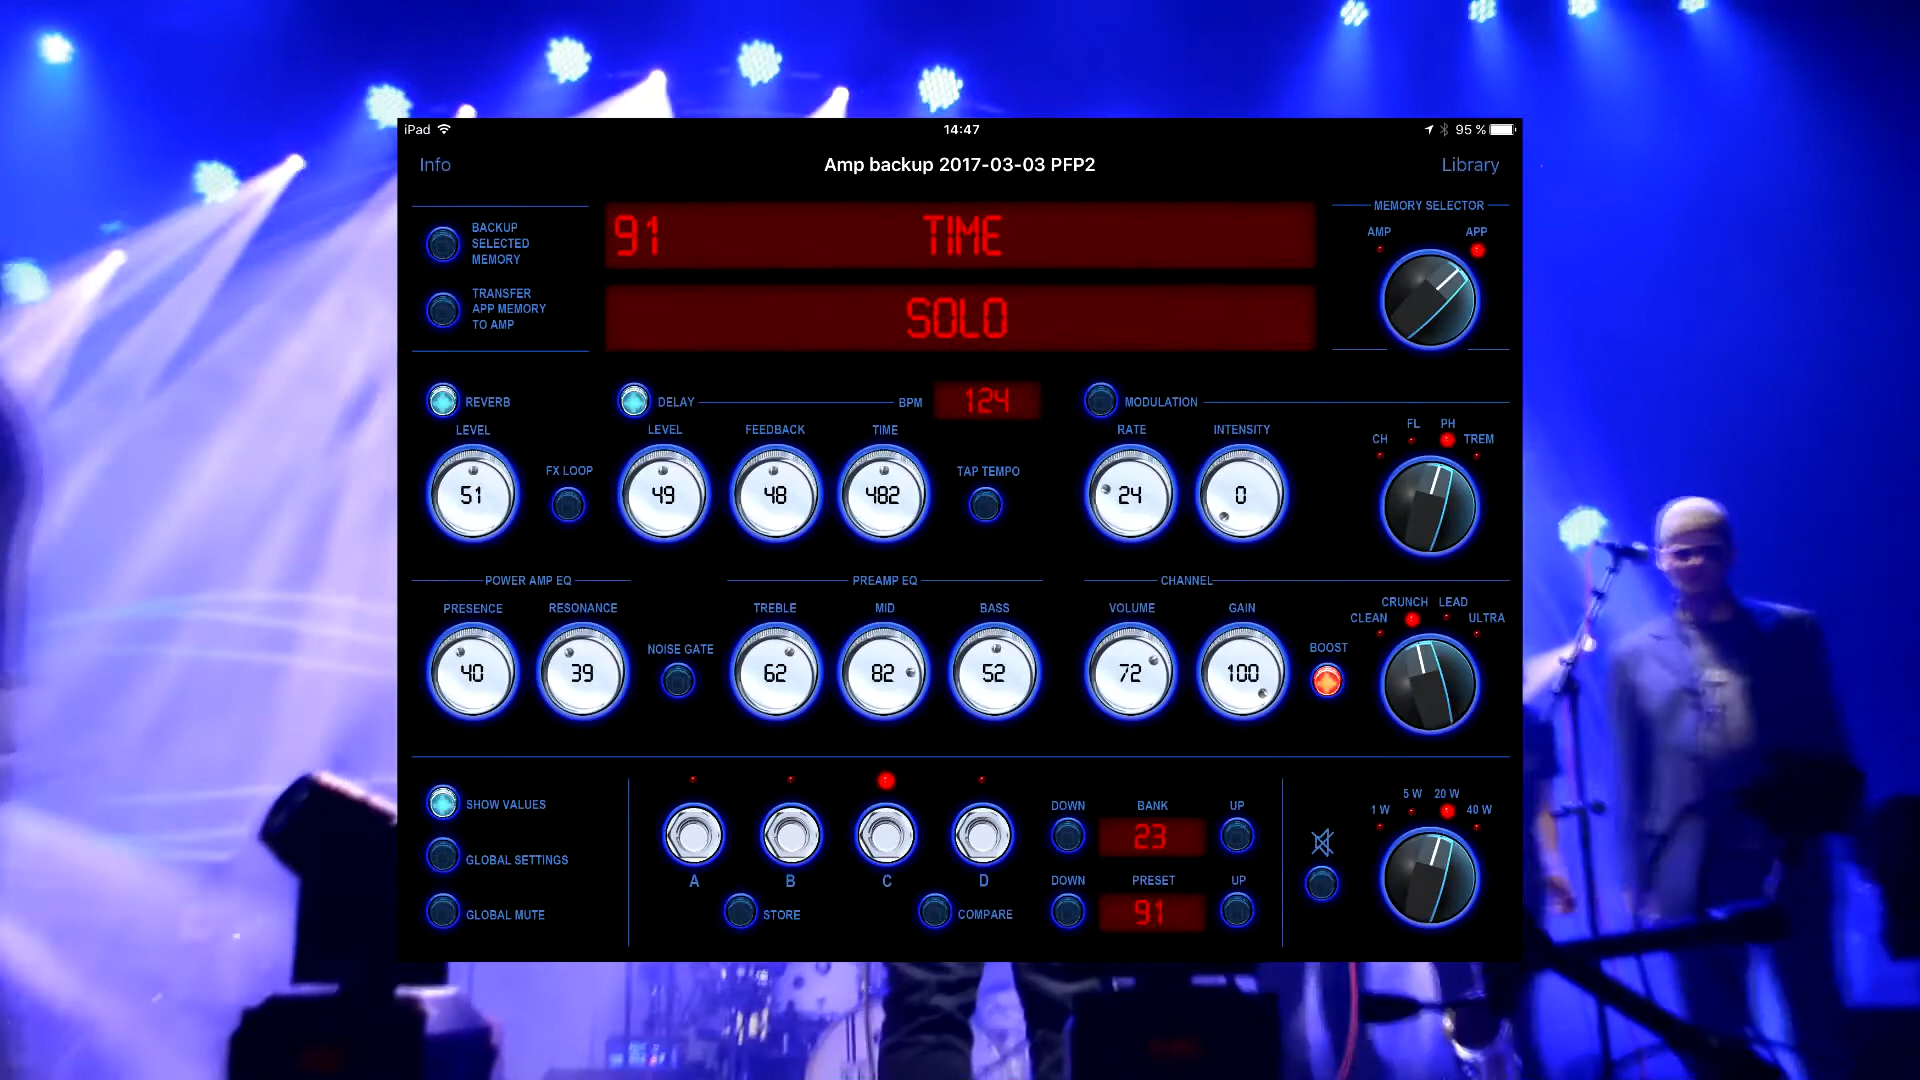 iPad 14:47 95 %
Info Amp backup 2017-03-03 PFP2 Library
BACKUP
SELECTED
MEMORY
TRANSFER
APP MEMORY
TO AMP
91 TIME
SOLO
MEMORY SELECTOR
AMP APP
REVERB DELAY BPM 124 MODULATION
LEVEL LEVEL FEEDBACK TIME RATE INTENSITY
CH FL PH TREM
FX LOOP TAP TEMPO
51 49 48 482 24 0
POWER AMP EQ PREAMP EQ CHANNEL
PRESENCE RESONANCE TREBLE MID BASS VOLUME GAIN
CLEAN CRUNCH LEAD ULTRA
NOISE GATE BOOST
40 39 62 82 52 72 100
SHOW VALUES
GLOBAL SETTINGS
GLOBAL MUTE
A B C D
STORE COMPARE
DOWN BANK UP
23
DOWN PRESET UP
91
1 W 5 W 20 W 40 W